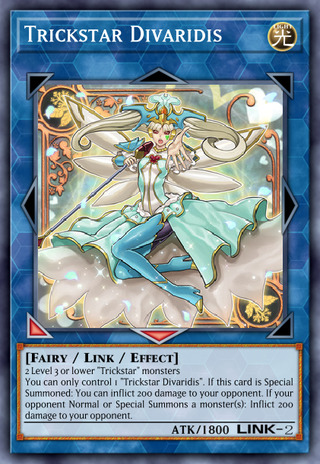 Trickstar Divaridis
LIGHT
光
[Fairy / Link / Effect]
2 Level 3 or lower "Trickstar" monsters
You can only control 1 "Trickstar Divaridis". If this card is Special
Summoned: You can inflict 200 damage to your opponent. If your
opponent Normal or Special Summons a monster(s): Inflict 200
damage to your opponent.
ATK/1800 LINK-2